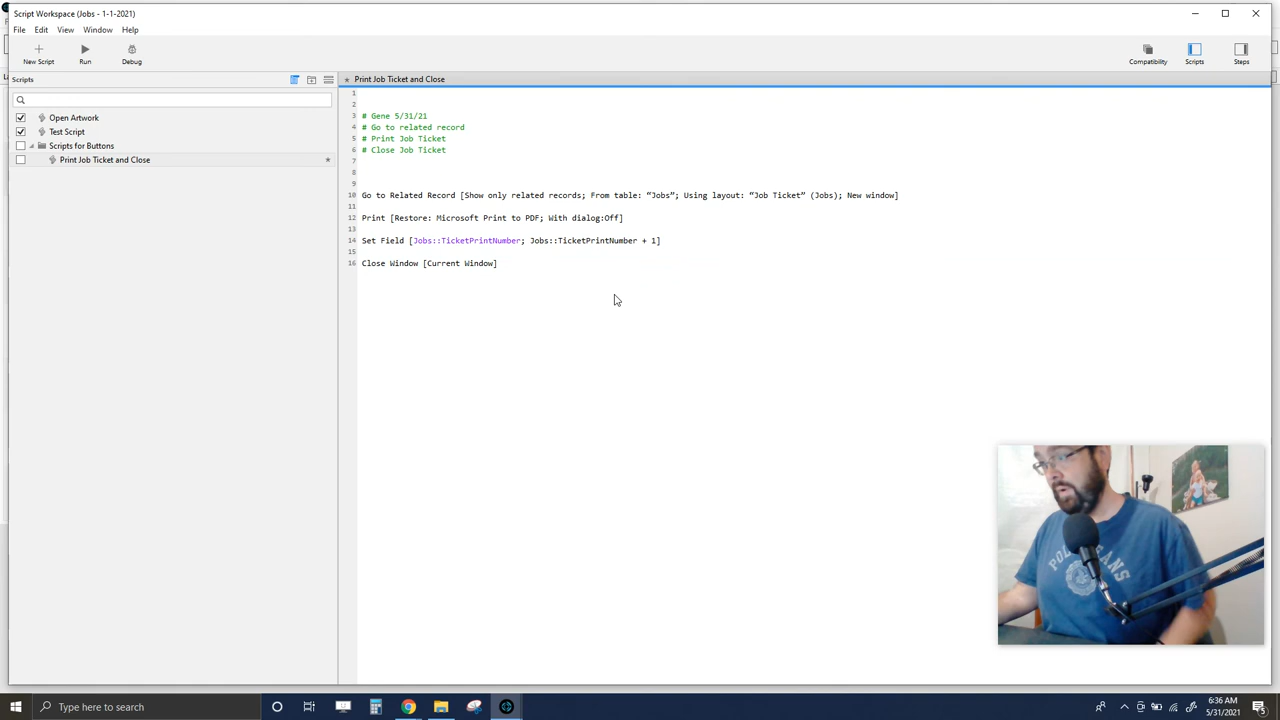 Script Workspace (Jobs - 1-1-2021)
File Edit View Window Help
New Script Run Debug Compatibility Scripts Steps
Scripts
Print Job Ticket and Close
Open Artwork
Test Script
Scripts for Buttons
Print Job Ticket and Close
1
2
3 # Gene 5/31/21
4 # Go to related record
5 # Print Job Ticket
6 # Close Job Ticket
7
8
9
10 Go to Related Record [Show only related records; From table: “Jobs”; Using layout: “Job Ticket” (Jobs); New window]
11
12 Print [Restore: Microsoft Print to PDF; With dialog:Off]
13
14 Set Field [Jobs::TicketPrintNumber; Jobs::TicketPrintNumber + 1]
15
16 Close Window [Current Window]
Type here to search
6:36 AM
5/31/2021